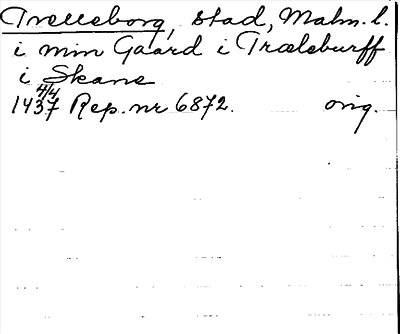 Trelleborg, stad, Malm. l.
i min Gaard i Træleburff
i Skane
4/4
1437 Rep. nr 6872. orig.